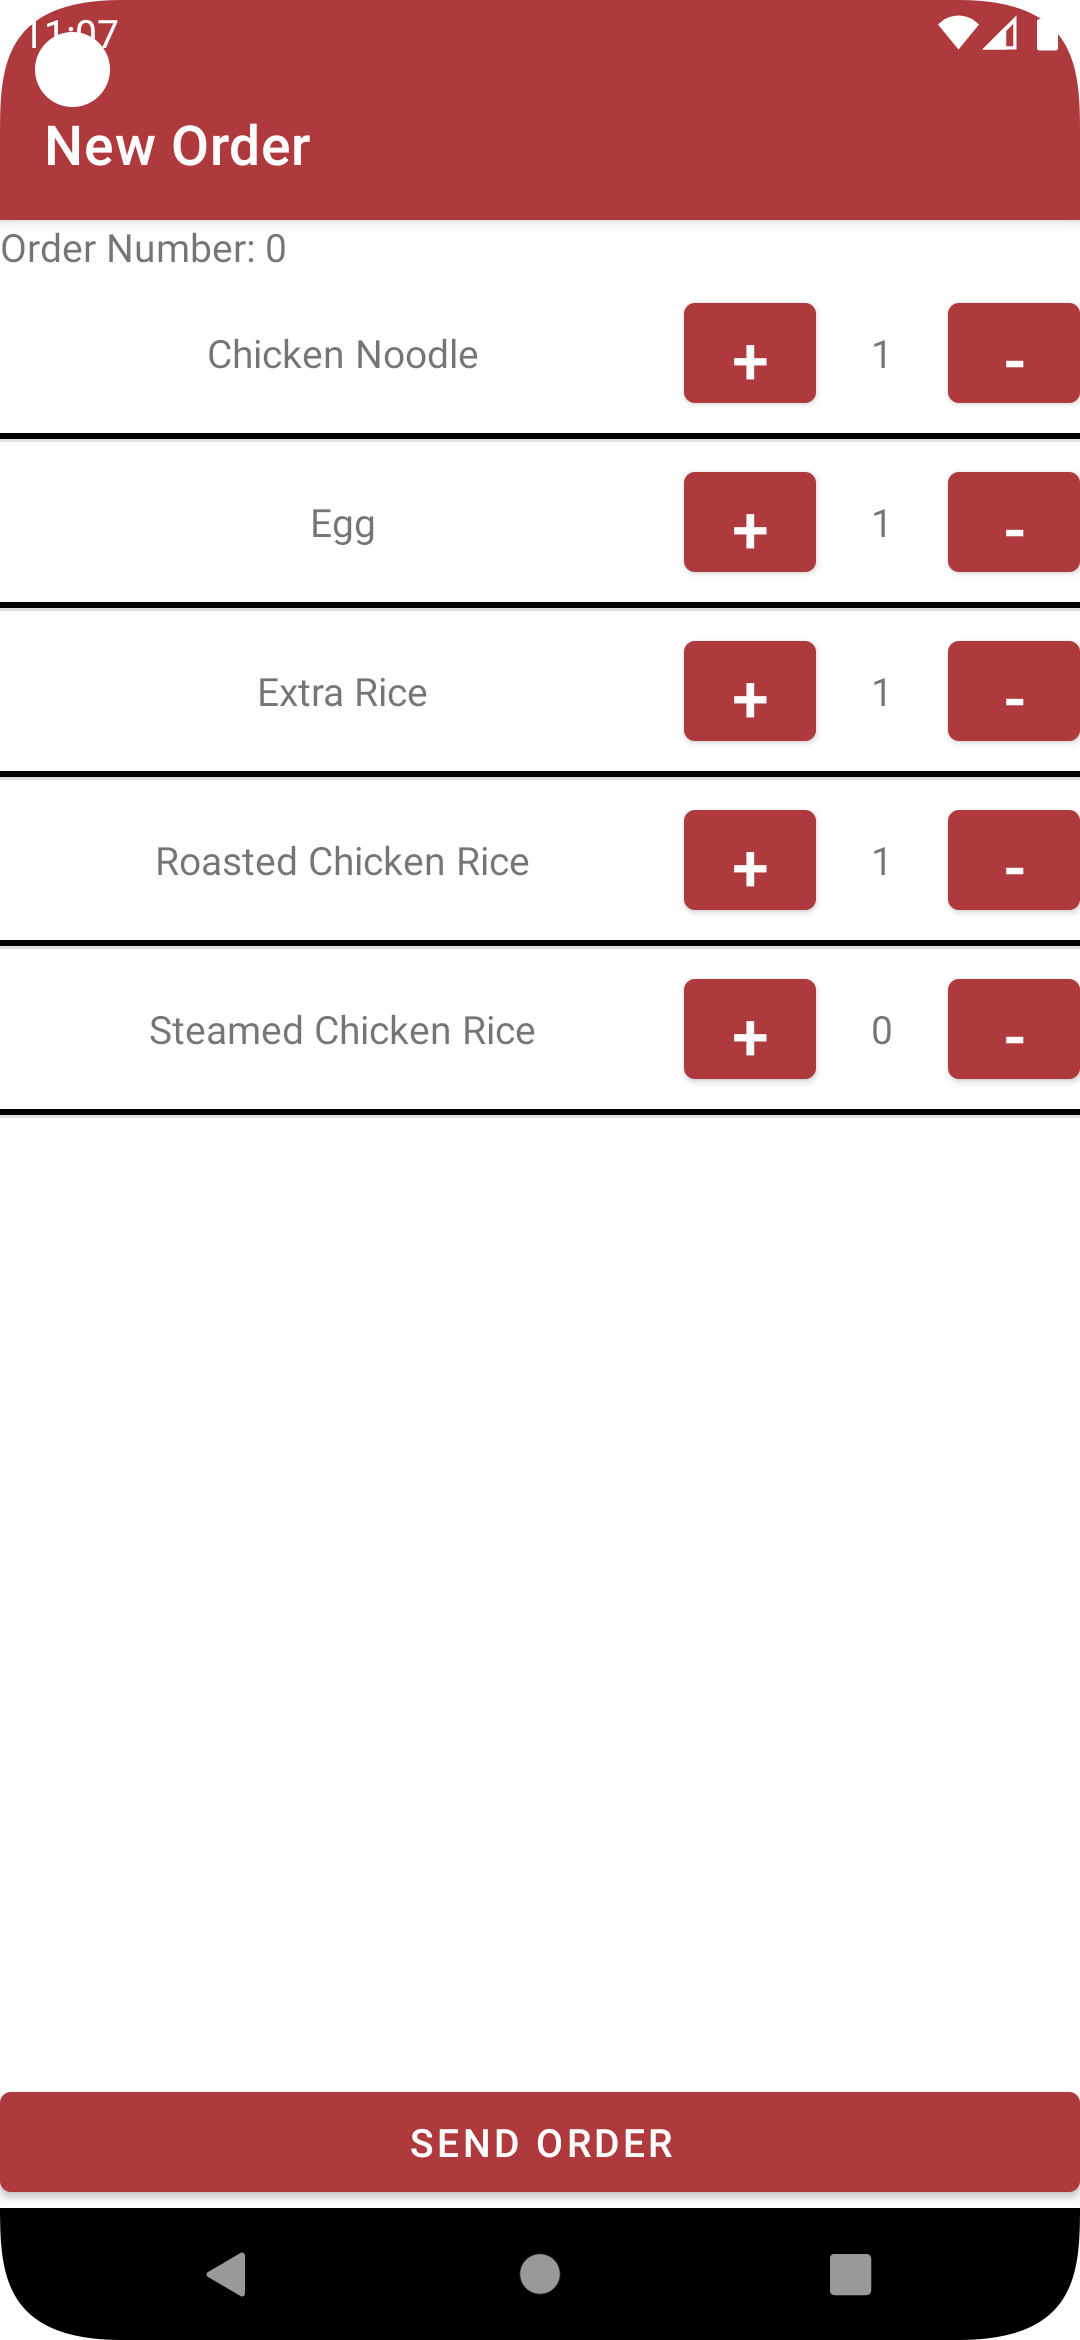 11:07
New Order
Order Number: 0
Chicken Noodle + 1 -
Egg + 1 -
Extra Rice + 1 -
Roasted Chicken Rice + 1 -
Steamed Chicken Rice + 0 -
SEND ORDER